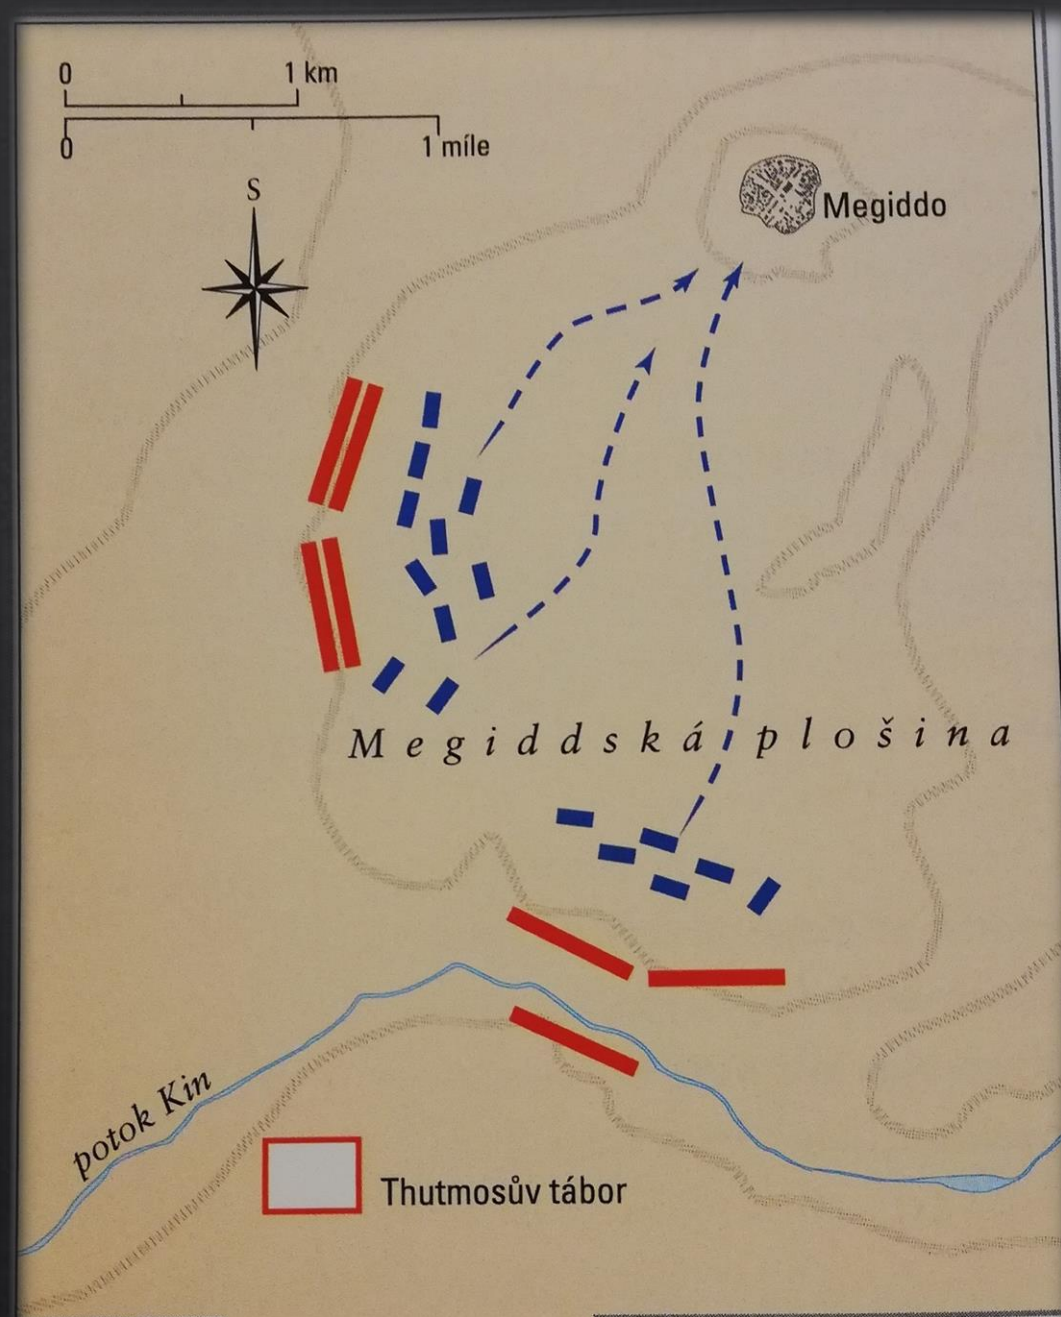 0 1 km
0 1 míle
S
Megiddo
Megiddská plošina
potok Kin
Thutmosův tábor